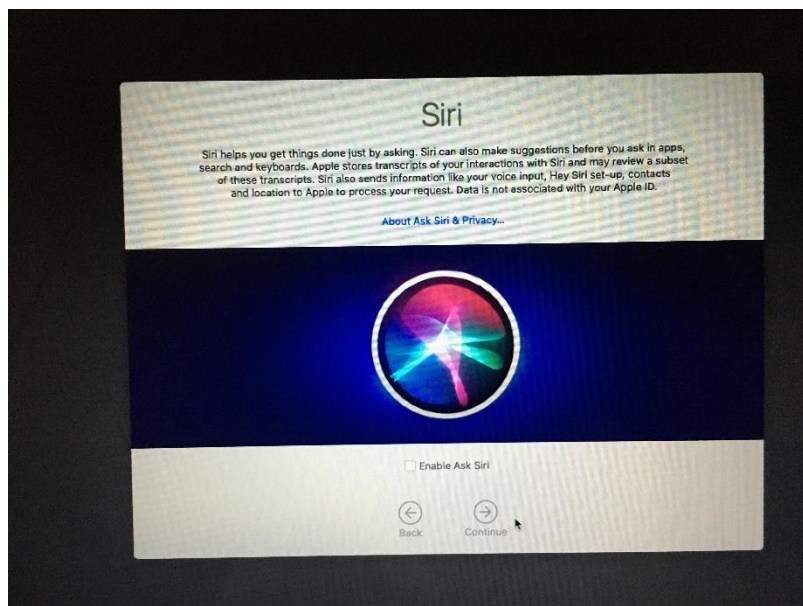 Siri
Siri helps you get things done just by asking. Siri can also make suggestions before you ask in apps,
search and keyboards. Apple stores transcripts of your interactions with Siri and may review a subset
of these transcripts. Siri also sends information like your voice input, Hey Siri set-up, contacts
and location to Apple to process your request. Data is not associated with your Apple ID.
About Ask Siri & Privacy...
Enable Ask Siri
Back
Continue